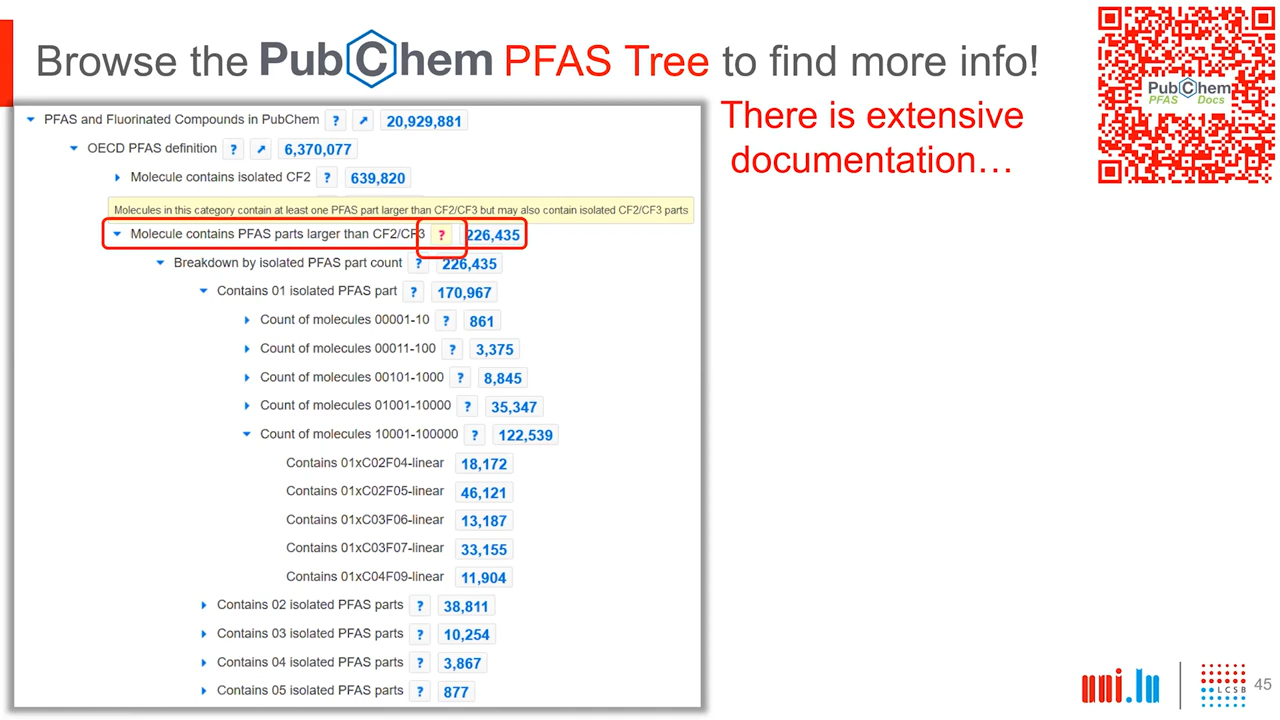 Browse the PubChem PFAS Tree to find more info!
PubChem
PFAS Docs
There is extensive
documentation…
PFAS and Fluorinated Compounds in PubChem ? 20,929,881
OECD PFAS definition ? 6,370,077
Molecule contains isolated CF2 ? 639,820
Molecules in this category contain at least one PFAS part larger than CF2/CF3 but may also contain isolated CF2/CF3 parts
Molecule contains PFAS parts larger than CF2/CF3 ? 226,435
Breakdown by isolated PFAS part count ? 226,435
Contains 01 isolated PFAS part ? 170,967
Count of molecules 00001-10 ? 861
Count of molecules 00011-100 ? 3,375
Count of molecules 00101-1000 ? 8,845
Count of molecules 01001-10000 ? 35,347
Count of molecules 10001-100000 ? 122,539
Contains 01xC02F04-linear 18,172
Contains 01xC02F05-linear 46,121
Contains 01xC03F06-linear 13,187
Contains 01xC03F07-linear 33,155
Contains 01xC04F09-linear 11,904
Contains 02 isolated PFAS parts ? 38,811
Contains 03 isolated PFAS parts ? 10,254
Contains 04 isolated PFAS parts ? 3,867
Contains 05 isolated PFAS parts ? 877
uni.lu
LCSB
45